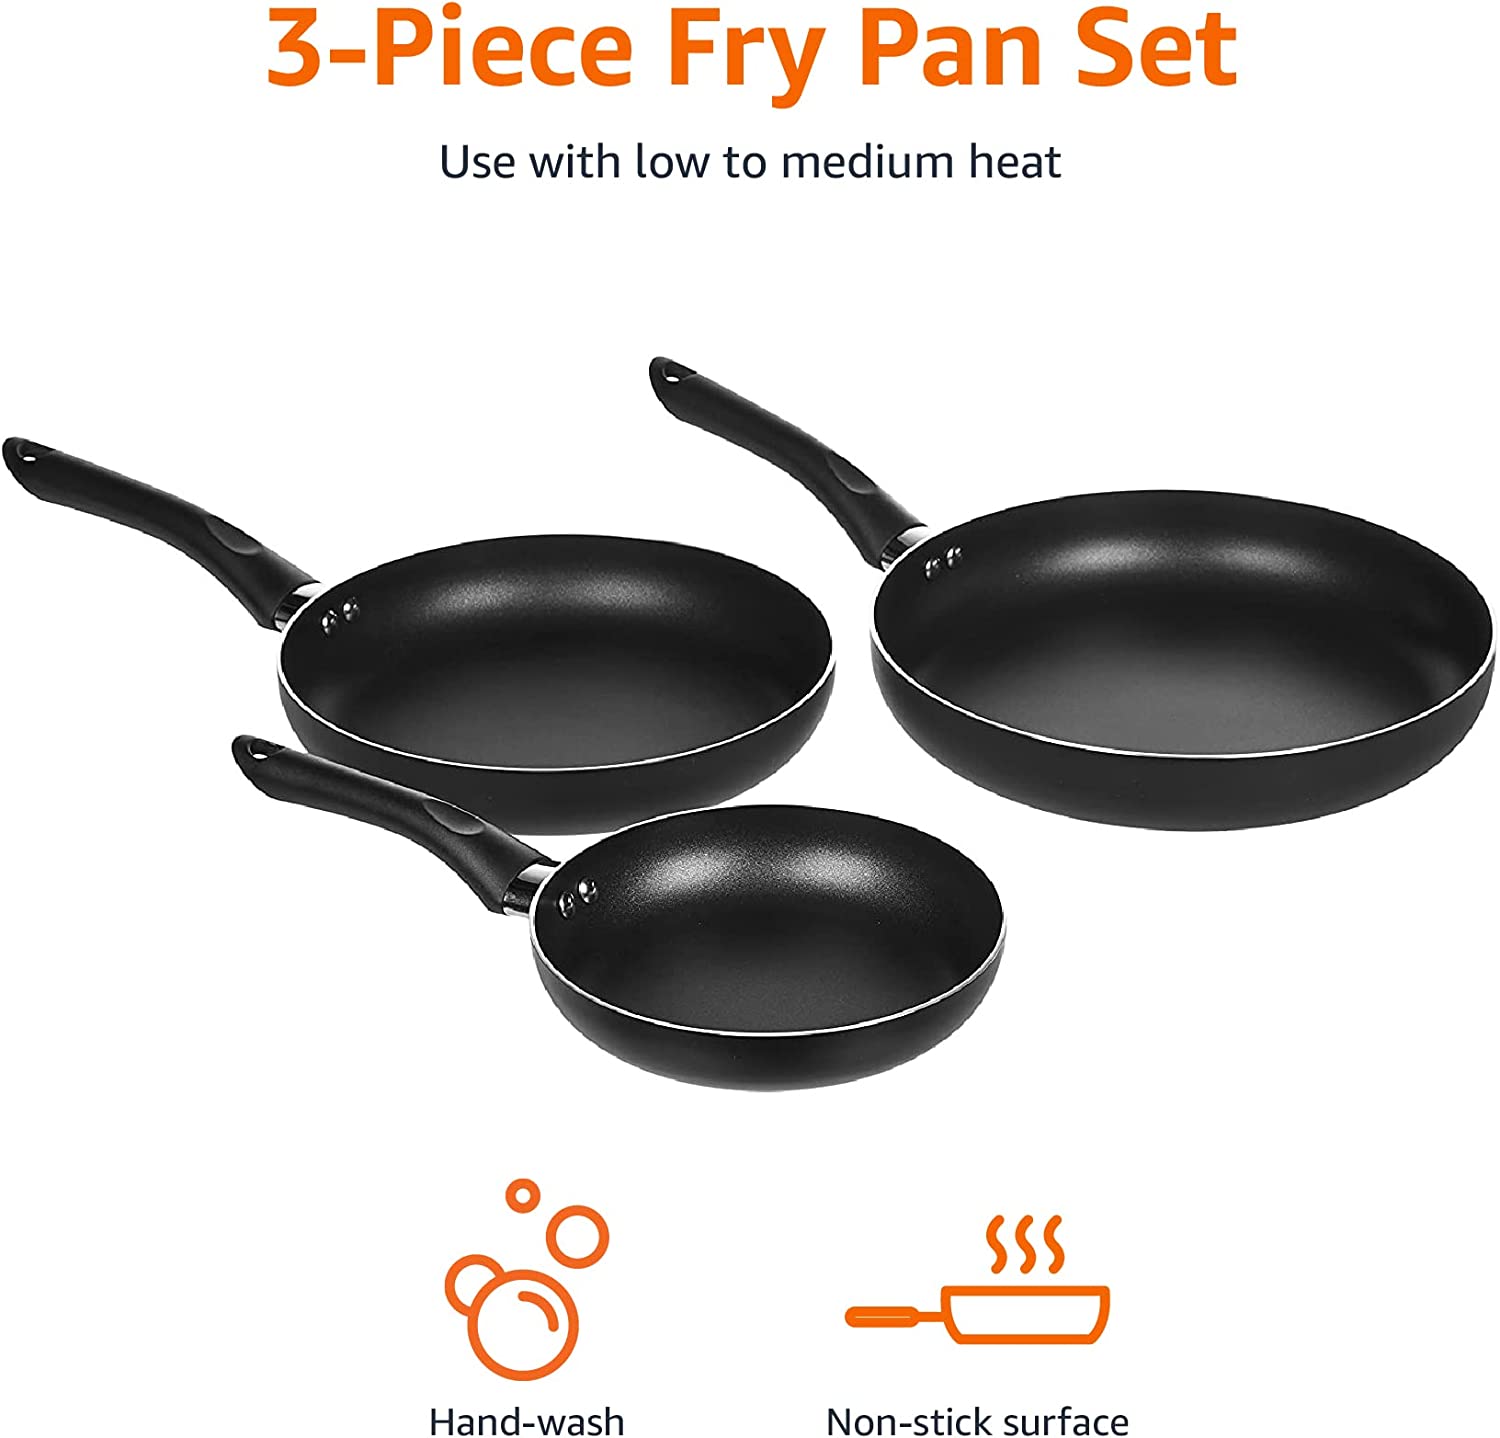 3-Piece Fry Pan Set
Use with low to medium heat
Hand-wash
Non-stick surface